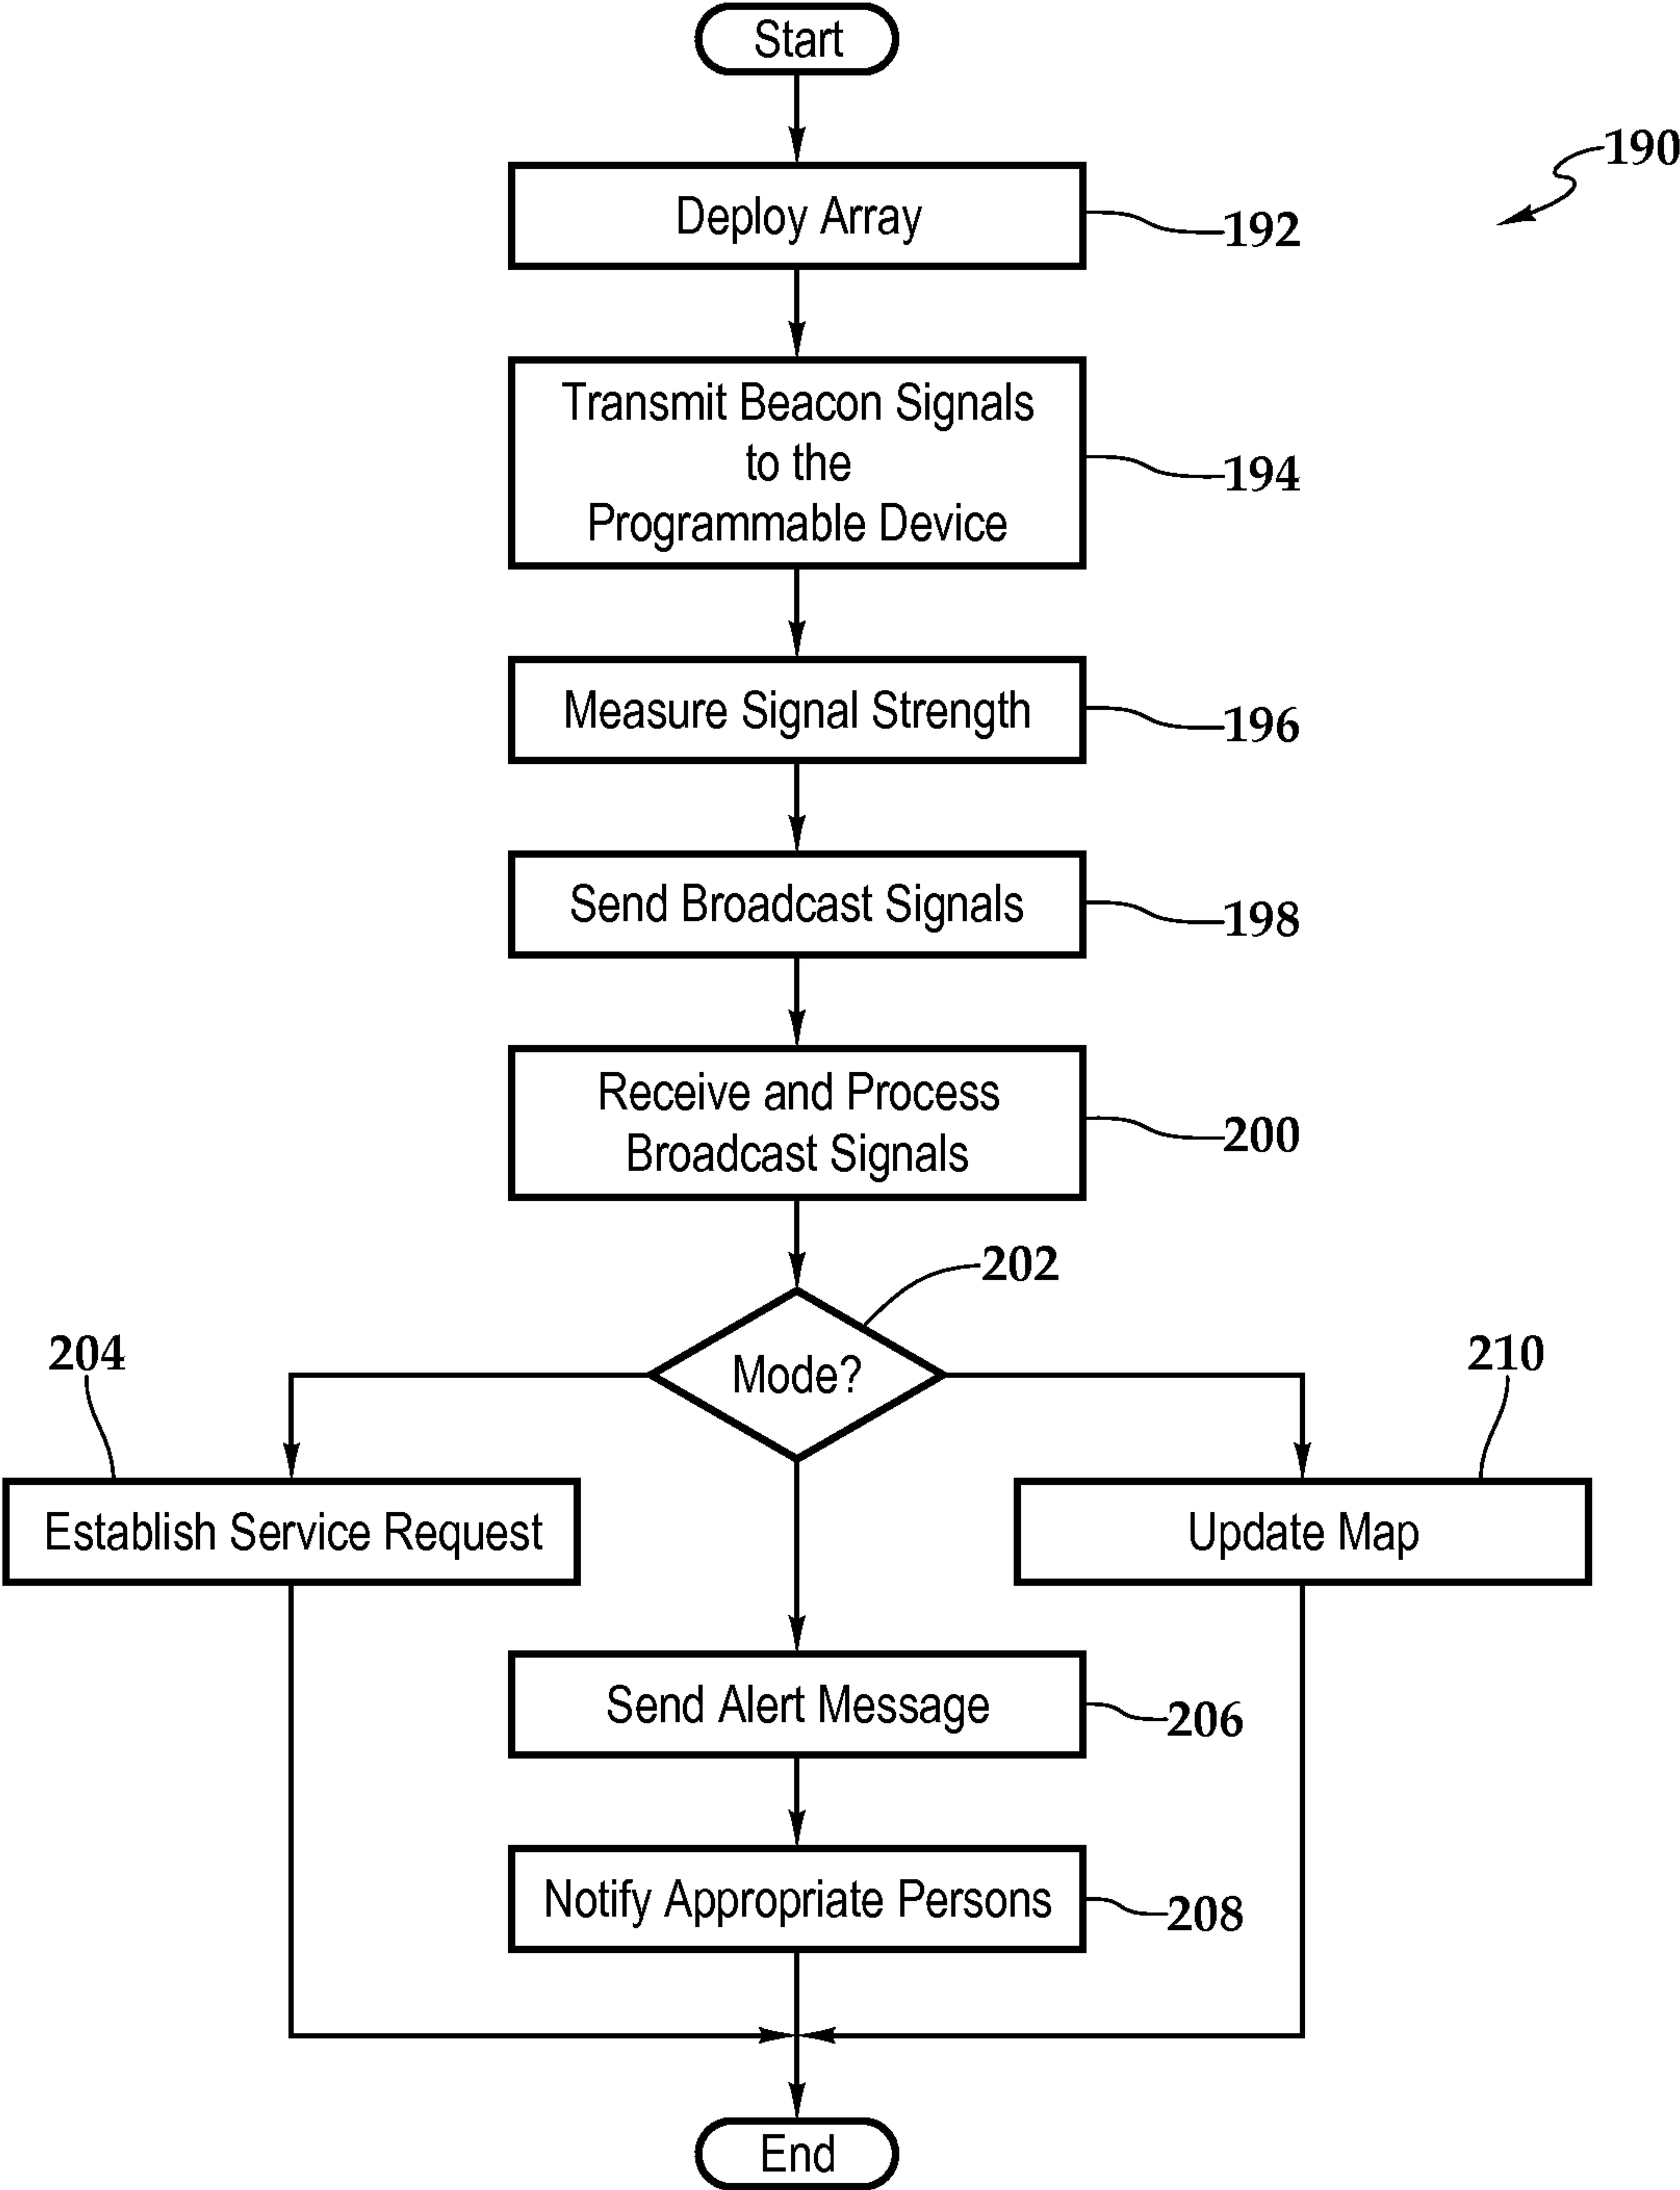 Start
190
Deploy Array
192
Transmit Beacon Signals
to the
Programmable Device
194
Measure Signal Strength
196
Send Broadcast Signals
198
Receive and Process
Broadcast Signals
200
202
Mode?
204
210
Establish Service Request
Update Map
Send Alert Message
206
Notify Appropriate Persons
208
End